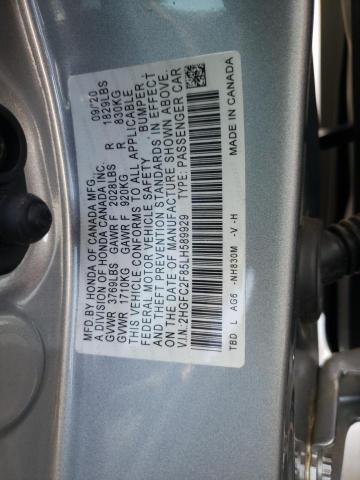 MFD BY HONDA OF CANADA MFG. 09/20
A DIVISION OF HONDA CANADA INC.
GVWR 3789LBS GAWR F 2028LBS R 1829LBS
GVWR 1710KG GAWR F 920KG R 830KG
THIS VEHICLE CONFORMS TO ALL APPLICABLE
FEDERAL MOTOR VEHICLE SAFETY BUMPER,
AND THEFT PREVENTION STANDARDS IN EFFECT
ON THE DATE OF MANUFACTURE SHOWN ABOVE.
V.I.N. 2HGFC2F85LH589929 TYPE: PASSENGER CAR
TBD L AG6 -NH830M -V -H MADE IN CANADA